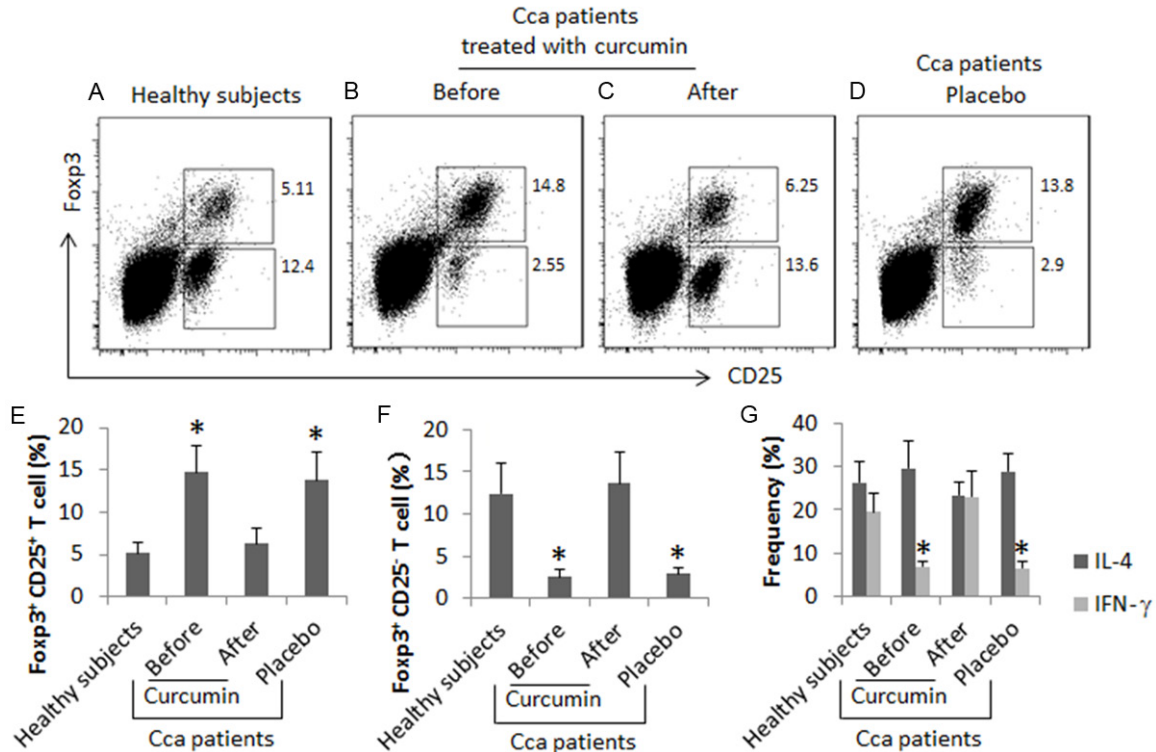 Cca patients
treated with curcumin
Cca patients
A Healthy subjects
B Before
C After
D Placebo
Foxp3
5.11
12.4
14.8
2.55
6.25
13.6
13.8
2.9
CD25
E
Foxp3⁺ CD25⁺ T cell (%)
20
15
10
5
0
*
*
Healthy subjects
Before
After
Placebo
Curcumin
Cca patients
F
Foxp3⁺ CD25⁻ T cell (%)
20
15
10
5
0
*
*
Healthy subjects
Before
After
Placebo
Curcumin
Cca patients
G
Frequency (%)
40
30
20
10
0
*
*
Healthy subjects
Before
After
Placebo
Curcumin
Cca patients
IL-4
IFN-γ